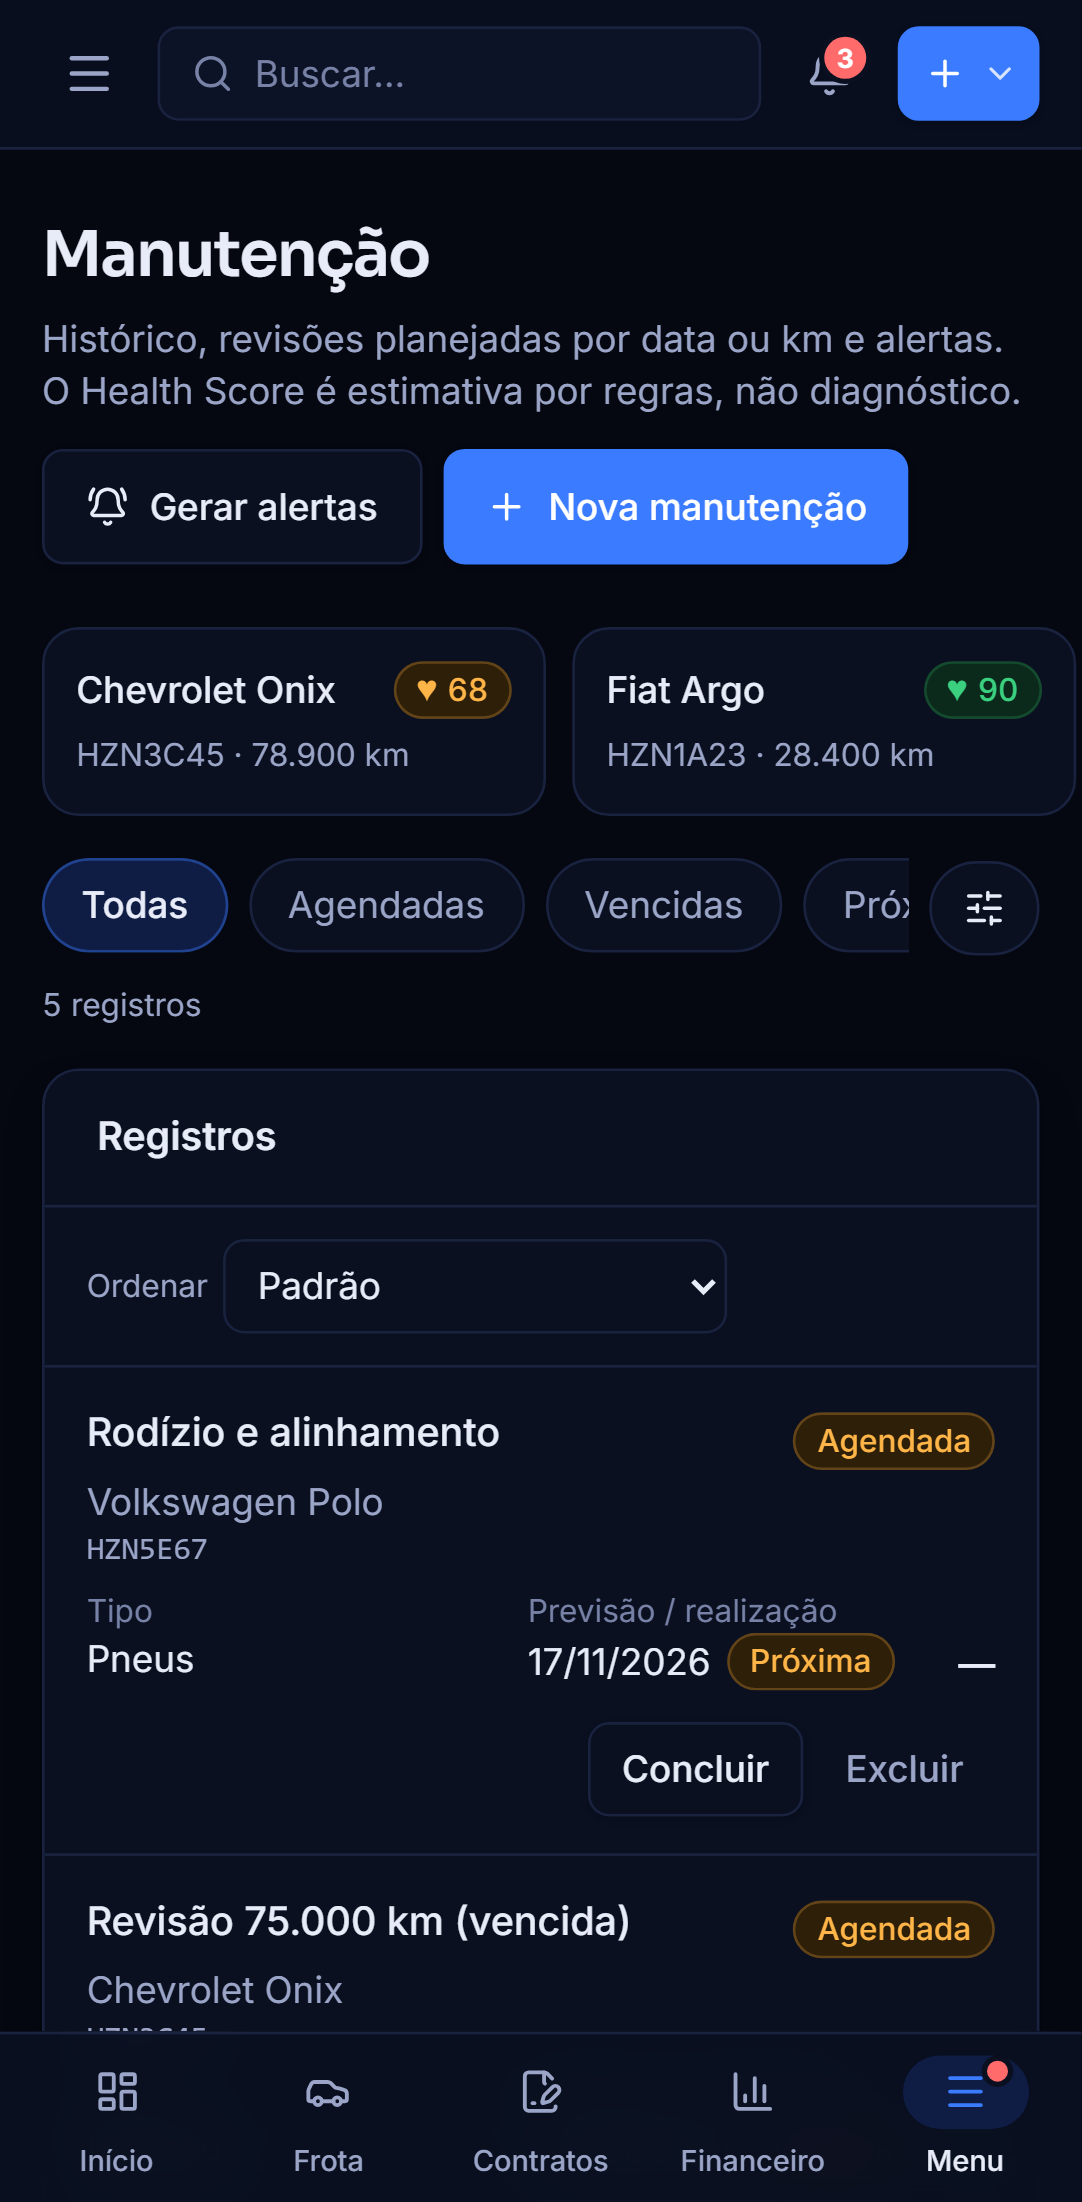 Buscar...
3
Manutenção
Histórico, revisões planejadas por data ou km e alertas.
O Health Score é estimativa por regras, não diagnóstico.
Gerar alertas
Nova manutenção
Chevrolet Onix
♥ 68
HZN3C45 · 78.900 km
Fiat Argo
♥ 90
HZN1A23 · 28.400 km
Todas
Agendadas
Vencidas
5 registros
Registros
Ordenar
Padrão
Rodízio e alinhamento
Agendada
Volkswagen Polo
HZN5E67
Tipo
Previsão / realização
Pneus
17/11/2026
Próxima
—
Concluir
Excluir
Revisão 75.000 km (vencida)
Agendada
Chevrolet Onix
Início
Frota
Contratos
Financeiro
Menu